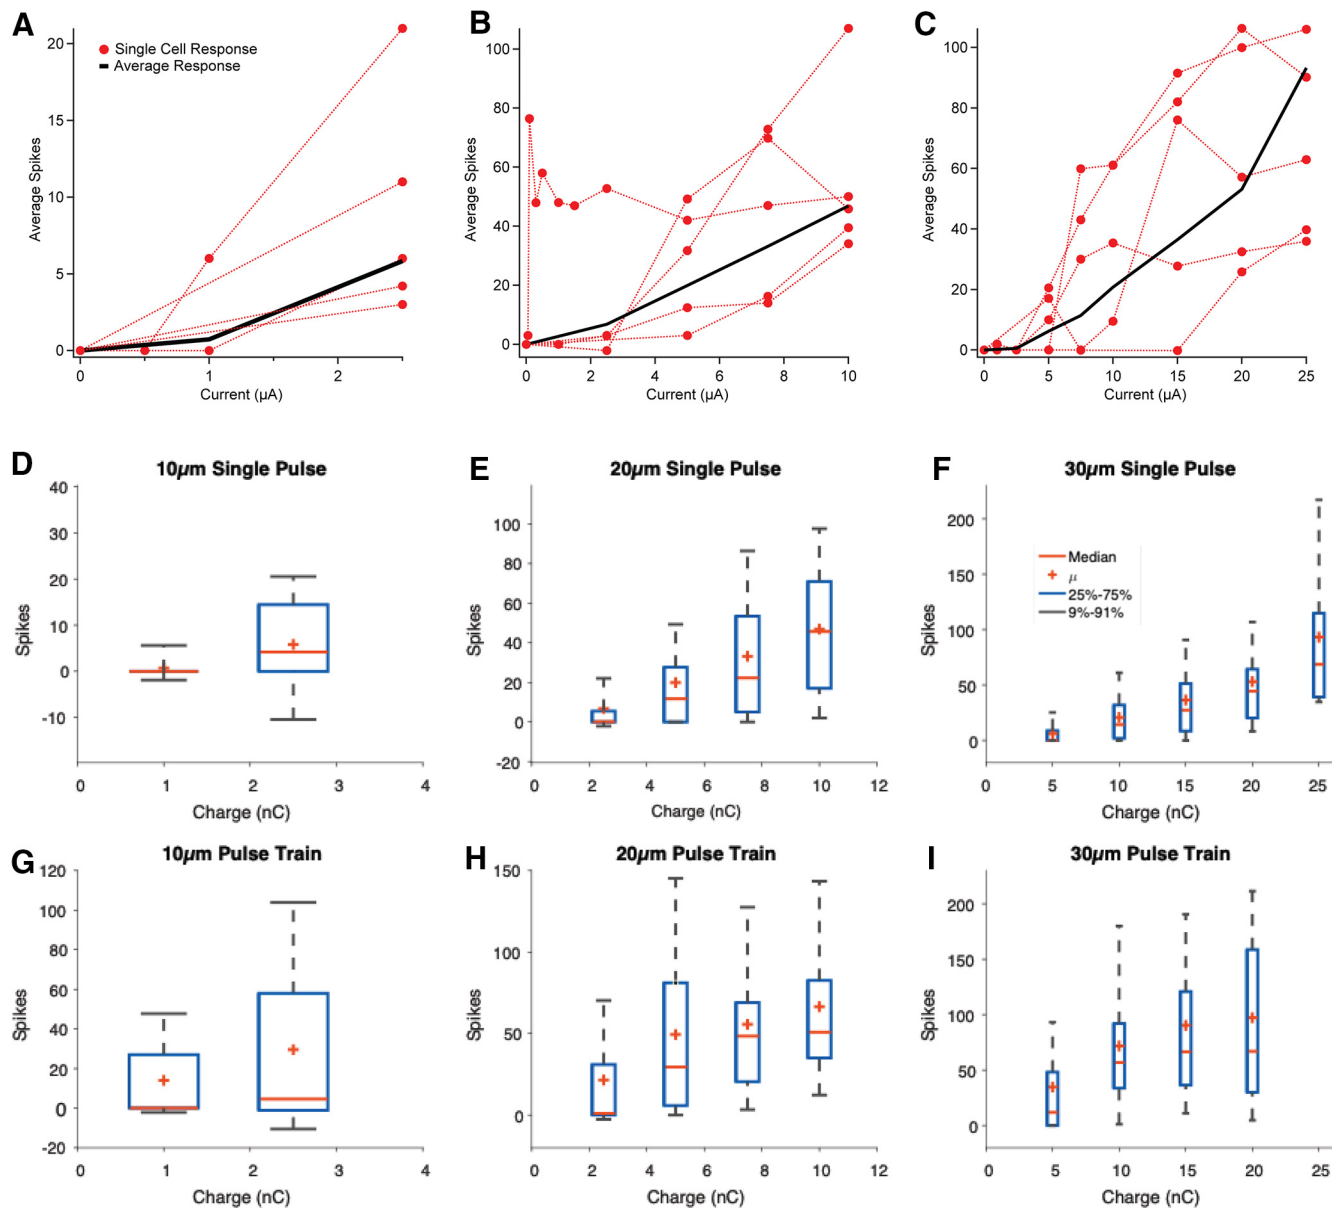 A
Single Cell Response
Average Response
Average Spikes
20
15
10
5
0
0
1
2
Current (µA)
B
Average Spikes
100
80
60
40
20
0
0
2
4
6
8
10
Current (µA)
C
Average Spikes
100
80
60
40
20
0
0
5
10
15
20
25
Current (µA)
D
10µm Single Pulse
Spikes
40
30
20
10
0
-10
0
1
2
3
4
Charge (nC)
E
20µm Single Pulse
Spikes
100
80
60
40
20
0
-20
0
2
4
6
8
10
12
Charge (nC)
F
30µm Single Pulse
Median
µ
25%-75%
9%-91%
Spikes
200
150
100
50
0
0
5
10
15
20
25
Charge (nC)
G
10µm Pulse Train
Spikes
120
100
80
60
40
20
0
-20
0
1
2
3
4
Charge (nC)
H
20µm Pulse Train
Spikes
150
100
50
0
0
2
4
6
8
10
12
Charge (nC)
I
30µm Pulse Train
Spikes
200
150
100
50
0
0
5
10
15
20
25
Charge (nC)